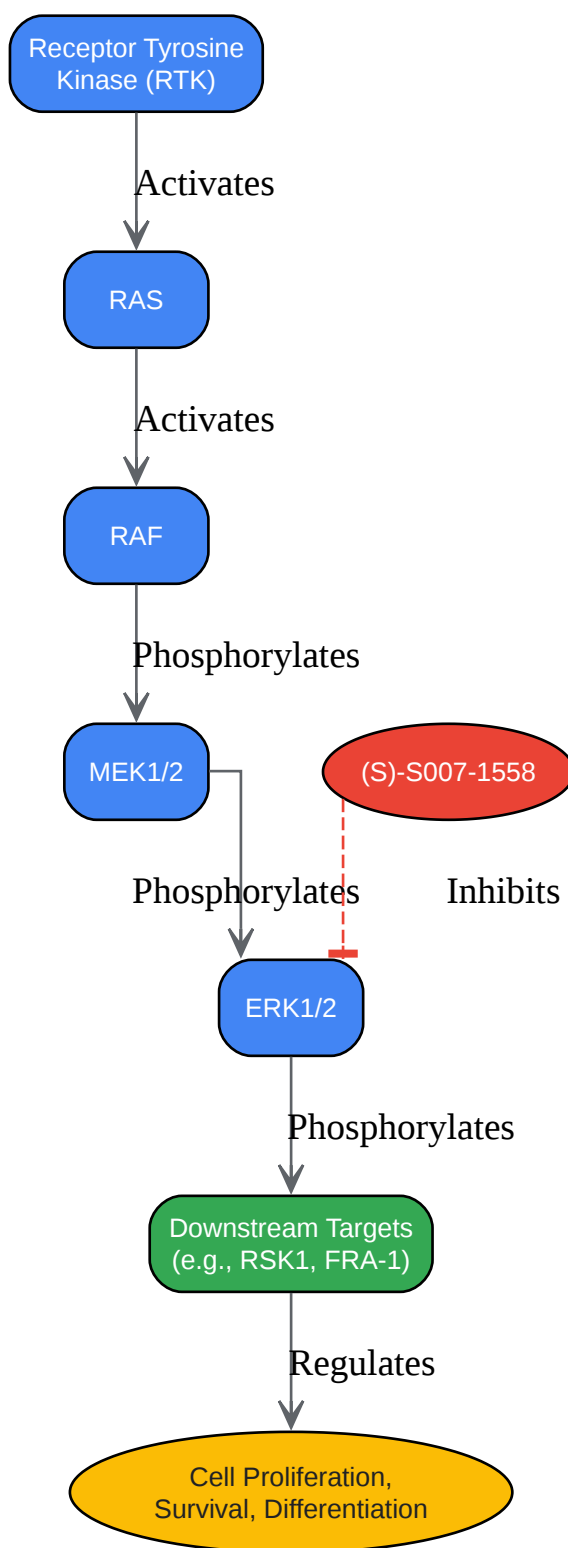 Receptor Tyrosine
Kinase (RTK)
Activates
RAS
Activates
RAF
Phosphorylates
MEK1/2
(S)-S007-1558
Phosphorylates
Inhibits
ERK1/2
Phosphorylates
Downstream Targets
(e.g., RSK1, FRA-1)
Regulates
Cell Proliferation,
Survival, Differentiation